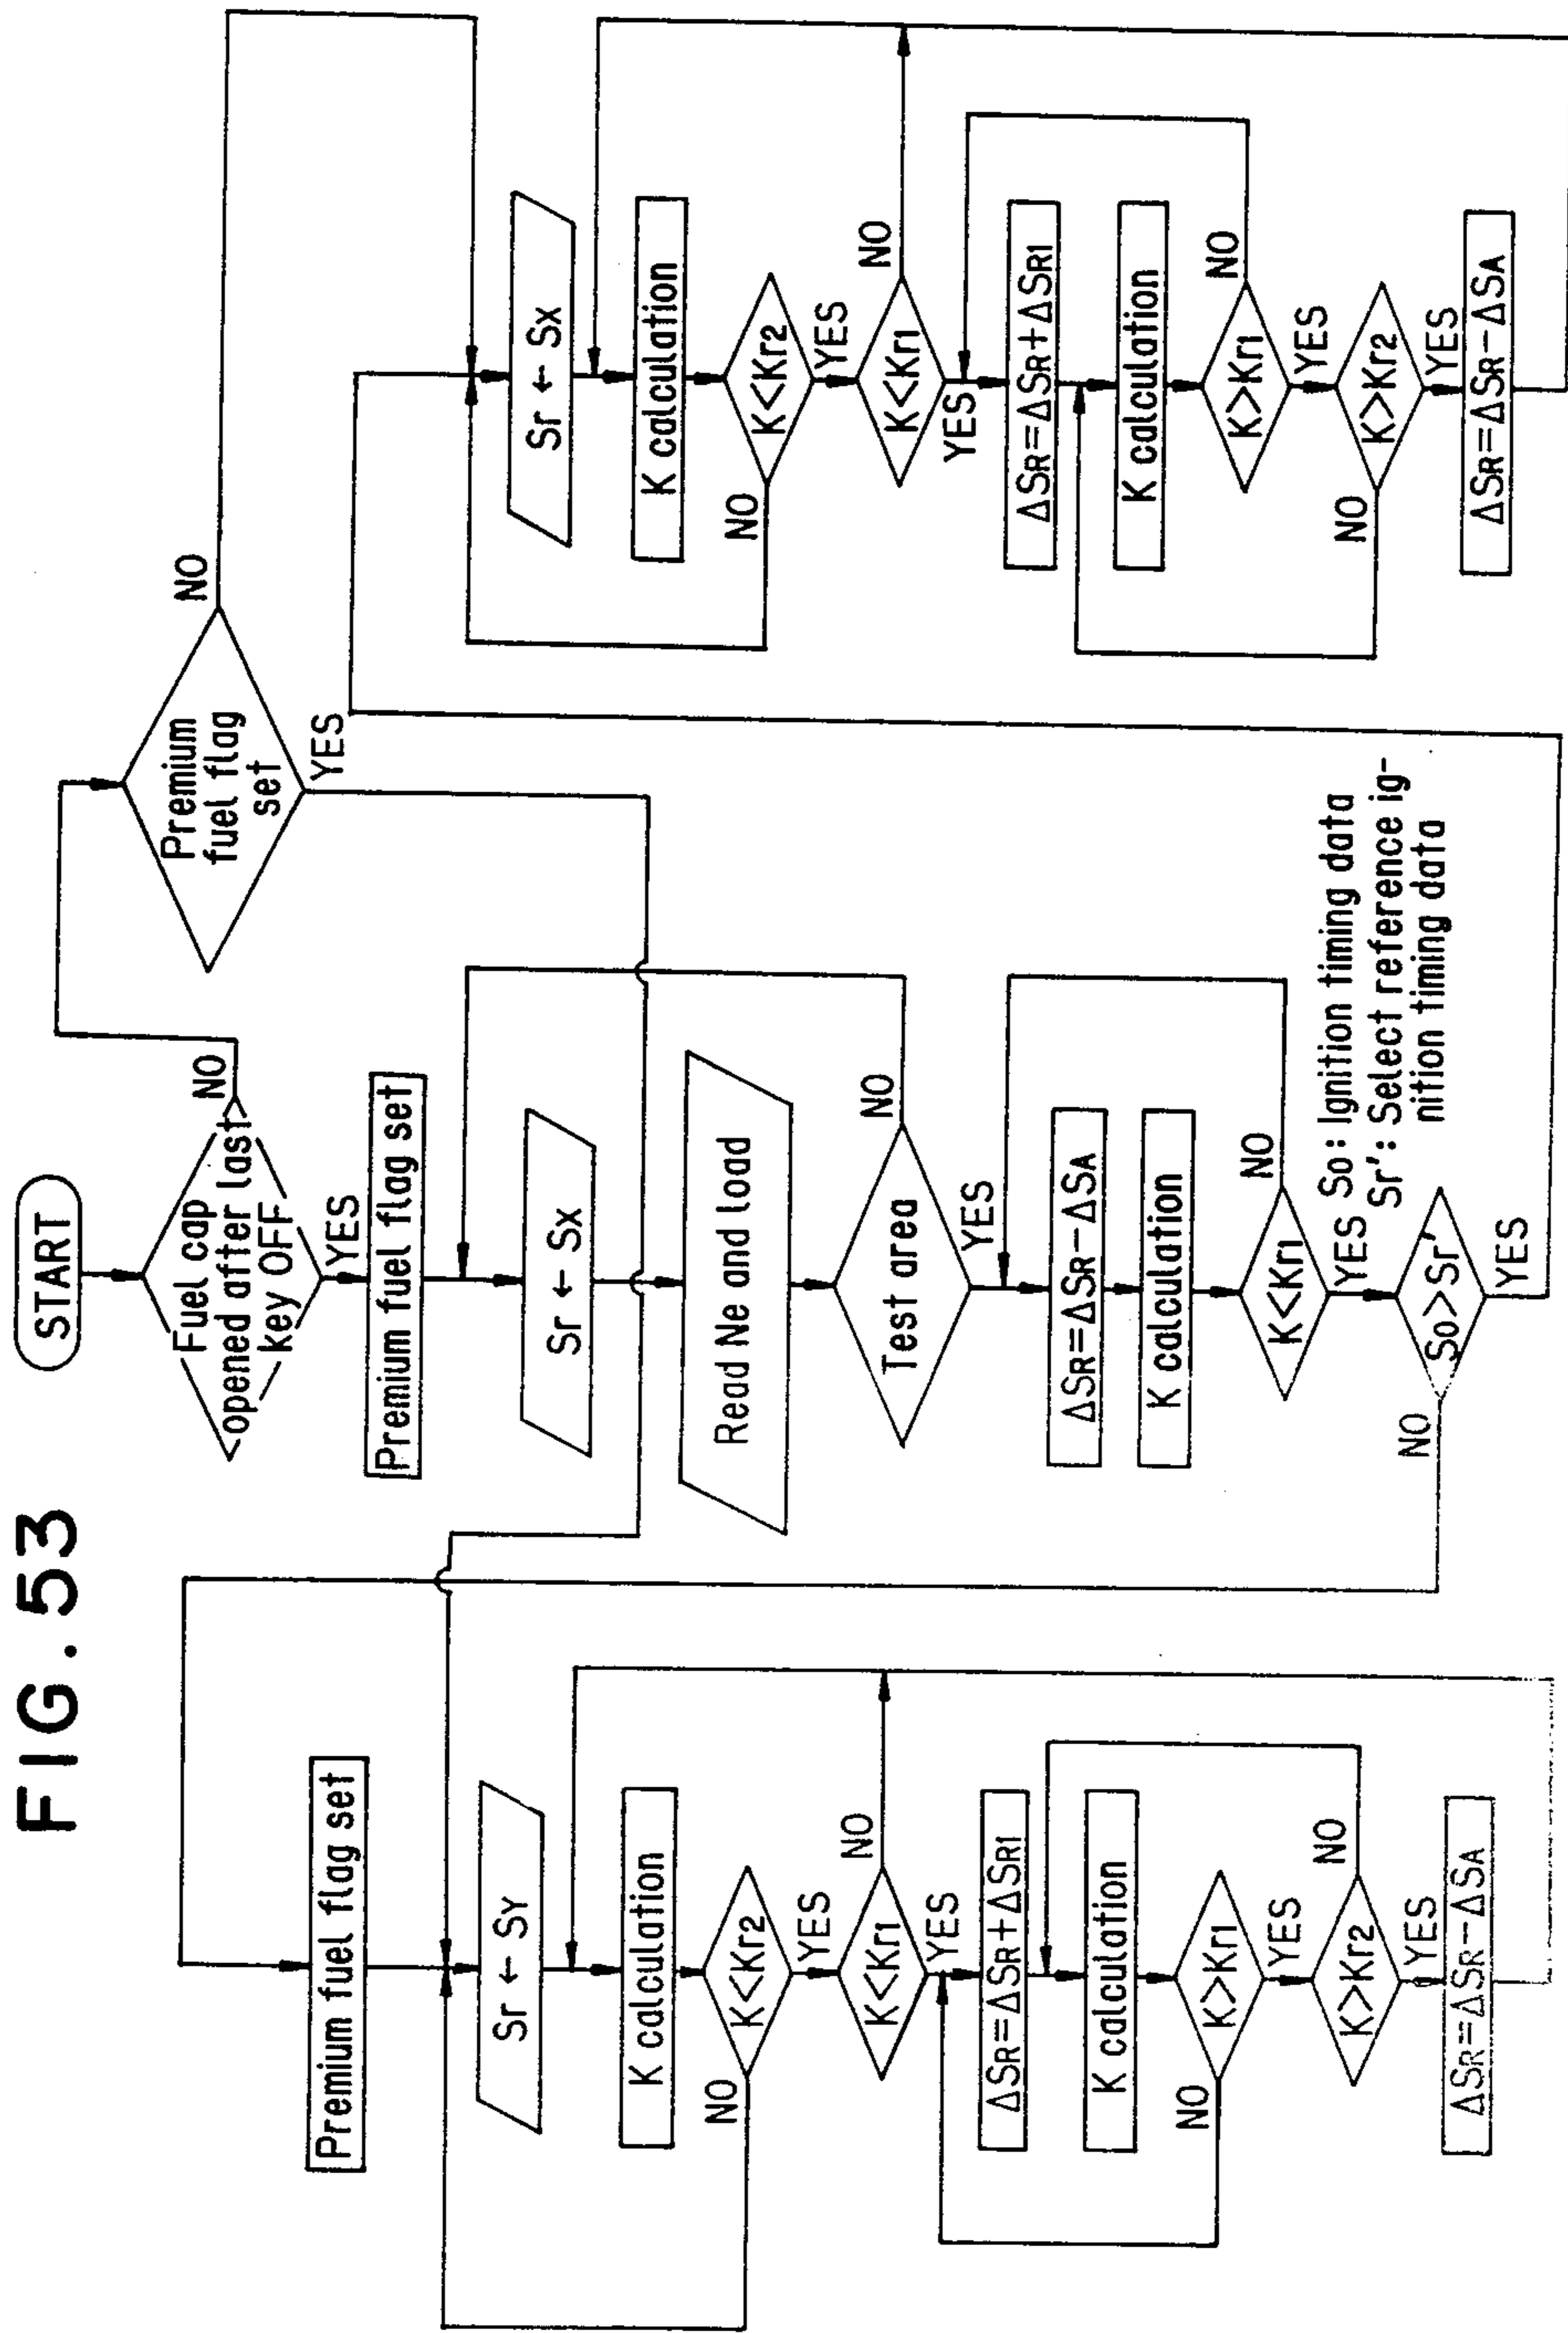 FIG. 53
START
Fuel cap
opened after last
key OFF
NO
YES
Premium
fuel flag
set
NO
YES
Premium fuel flag set
Sr ← Sx
Read Ne and load
Test area
NO
YES
ΔSR=ΔSR−ΔSA
K calculation
K<Kr1
NO
YES
So>Sr'
NO
YES
So : Ignition timing data
Sr' : Select reference ig-
nition timing data
Premium fuel flag set
Sr ← SY
K calculation
K<Kr2
NO
YES
K<Kr1
NO
YES
ΔSR=ΔSR+ΔSR1
K calculation
K>Kr1
NO
YES
K>Kr2
NO
YES
ΔSR=ΔSR−ΔSA
Sr ← Sx
K calculation
K<Kr2
NO
YES
K<Kr1
NO
YES
ΔSR=ΔSR+ΔSR1
K calculation
K>Kr1
NO
YES
K>Kr2
NO
YES
ΔSR=ΔSR−ΔSA